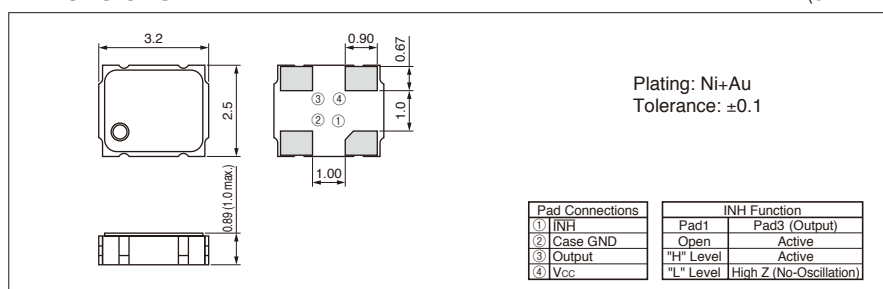 3.2
0.90
0.67
2.5
③ ④
② ①
1.0
1.00
0.89 (1.0 max.)
Plating: Ni+Au
Tolerance: ±0.1
Pad Connections
① INH
② Case GND
③ Output
④ Vcc
INH Function
Pad1 Pad3 (Output)
Open Active
"H" Level Active
"L" Level High Z (No-Oscillation)